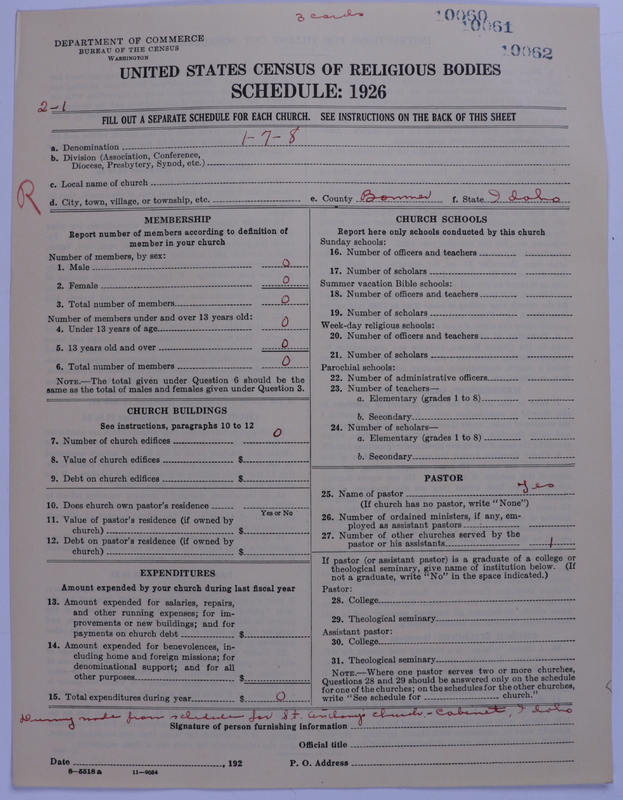 3 cards
10060
10061
10062
DEPARTMENT OF COMMERCE
BUREAU OF THE CENSUS
WASHINGTON
UNITED STATES CENSUS OF RELIGIOUS BODIES
SCHEDULE: 1926
2-1
FILL OUT A SEPARATE SCHEDULE FOR EACH CHURCH. SEE INSTRUCTIONS ON THE BACK OF THIS SHEET
a. Denomination 1-7-8
b. Division (Association, Conference,
Diocese, Presbytery, Synod, etc.)
c. Local name of church
R
d. City, town, village, or township, etc. e. County Bonner f. State Idaho
MEMBERSHIP
Report number of members according to definition of
member in your church
Number of members, by sex:
1. Male 0
2. Female 0
3. Total number of members 0
Number of members under and over 13 years old:
4. Under 13 years of age 0
5. 13 years old and over 0
6. Total number of members 0
NOTE.—The total given under Question 6 should be the
same as the total of males and females given under Question 3.
CHURCH BUILDINGS
See instructions, paragraphs 10 to 12
7. Number of church edifices 0
8. Value of church edifices $
9. Debt on church edifices $
10. Does church own pastor's residence
Yes or No
11. Value of pastor's residence (if owned by
church) $
12. Debt on pastor's residence (if owned by
church) $
EXPENDITURES
Amount expended by your church during last fiscal year
13. Amount expended for salaries, repairs,
and other running expenses; for im-
provements or new buildings; and for
payments on church debt $
14. Amount expended for benevolences, in-
cluding home and foreign missions; for
denominational support; and for all
other purposes $
15. Total expenditures during year $ 0
CHURCH SCHOOLS
Report here only schools conducted by this church
Sunday schools:
16. Number of officers and teachers
17. Number of scholars
Summer vacation Bible schools:
18. Number of officers and teachers
19. Number of scholars
Week-day religious schools:
20. Number of officers and teachers
21. Number of scholars
Parochial schools:
22. Number of administrative officers
23. Number of teachers—
a. Elementary (grades 1 to 8)
b. Secondary
24. Number of scholars—
a. Elementary (grades 1 to 8)
b. Secondary
PASTOR
25. Name of pastor Yes
(If church has no pastor, write "None")
26. Number of ordained ministers, if any, em-
ployed as assistant pastors
27. Number of other churches served by the
pastor or his assistants 1
If pastor (or assistant pastor) is a graduate of a college or
theological seminary, give name of institution below. (If
not a graduate, write "No" in the space indicated.)
Pastor:
28. College
29. Theological seminary
Assistant pastor:
30. College
31. Theological seminary
NOTE.—Where one pastor serves two or more churches,
Questions 28 and 29 should be answered only on the schedule
for one of the churches; on the schedules for the other churches,
write "See schedule for church."
Dummy made from schedule for St. Anthony church - Cabinet, Idaho
Signature of person furnishing information
Official title
Date , 192 P. O. Address
8—5518 a 11—9084